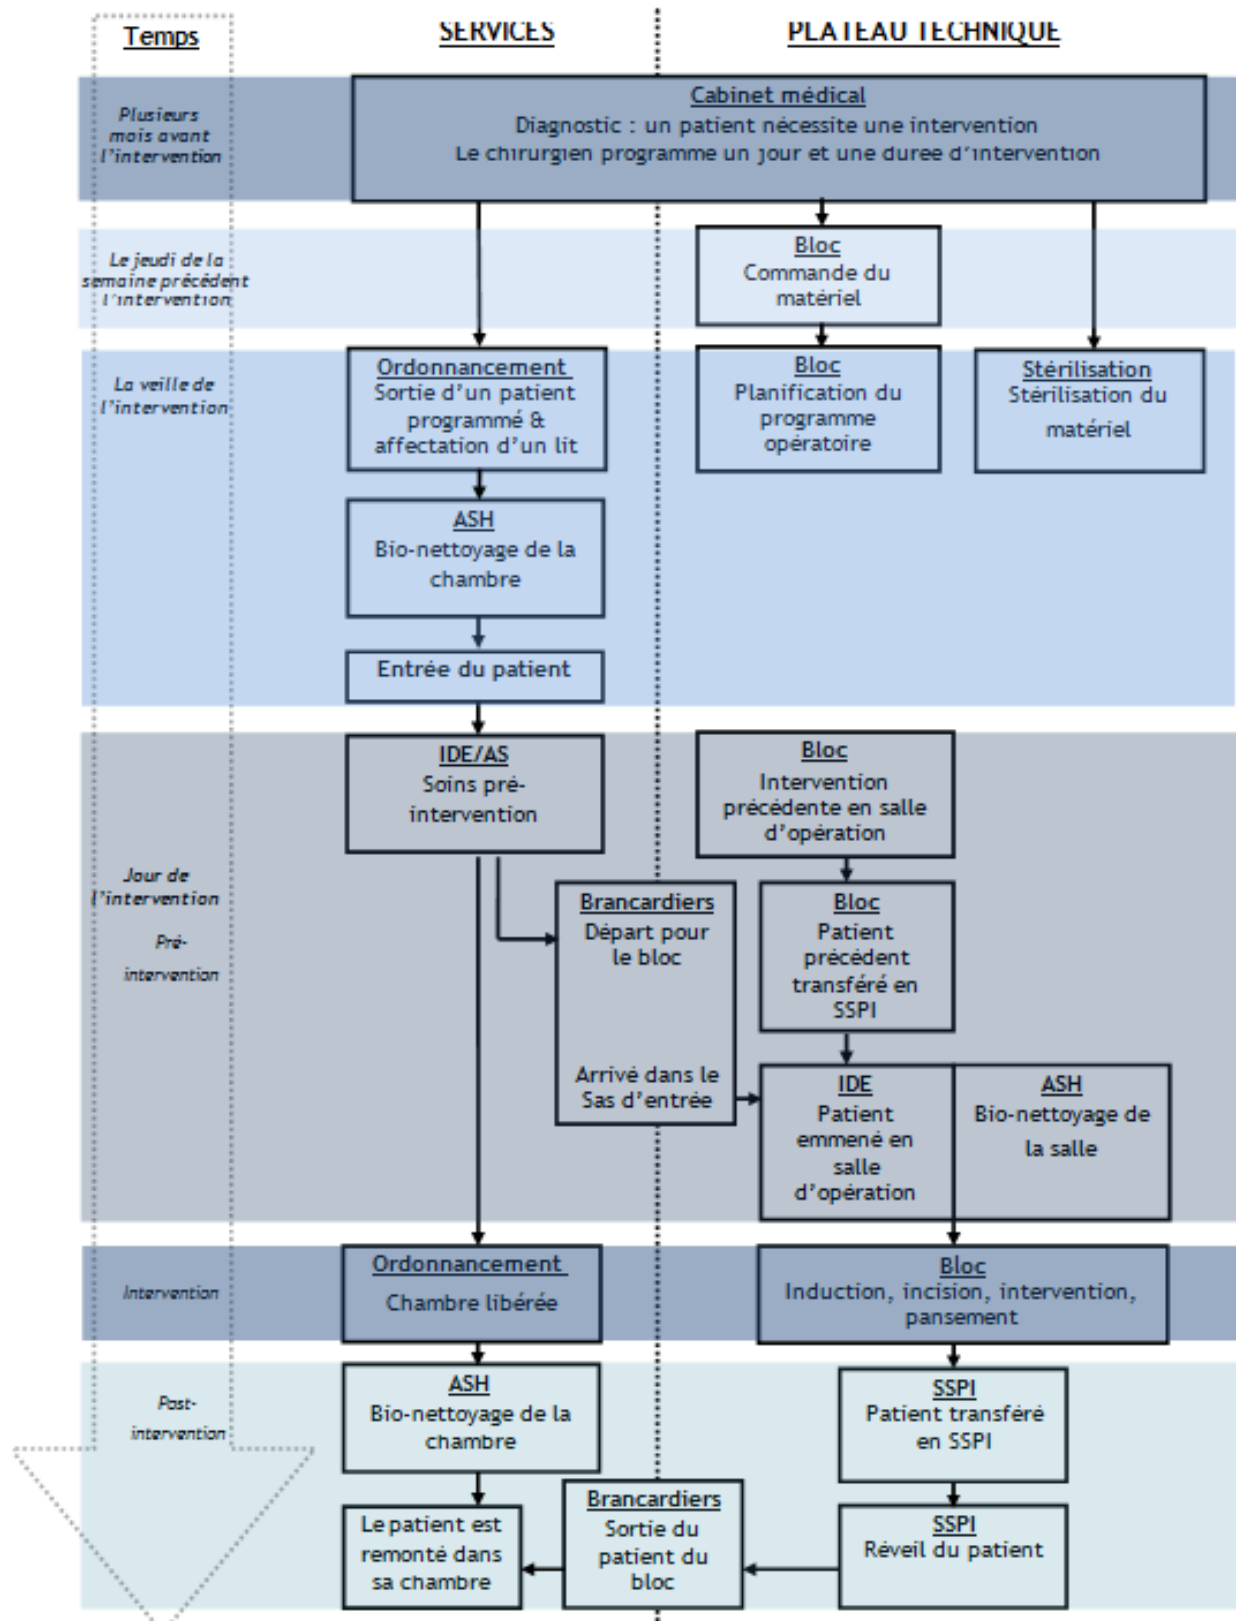 Temps
SERVICES
PLATEAU TECHNIQUE
Plusieurs
mois avant
l'intervention
Cabinet médical
Diagnostic : un patient nécessite une intervention
Le chirurgien programme un jour et une durée d'intervention
Le jeudi de la
semaine précédent
l'intervention
Bloc
Commande du
matériel
La veille de
l'intervention
Ordonnancement
Sortie d'un patient
programmé &
affectation d'un lit
Bloc
Planification du
programme
opératoire
Stérilisation
Stérilisation du
matériel
ASH
Bio-nettoyage de la
chambre
Entrée du patient
Jour de
l'intervention
Pré-
intervention
IDE/AS
Soins pré-
intervention
Bloc
Intervention
précédente en salle
d'opération
Brancardiers
Départ pour
le bloc
Arrivé dans le
Sas d'entrée
Bloc
Patient
précédent
transféré en
SSPI
IDE
Patient
emmené en
salle
d'opération
ASH
Bio-nettoyage de
la salle
Intervention
Ordonnancement
Chambre libérée
Bloc
Induction, incision, intervention,
pansement
Post-
intervention
ASH
Bio-nettoyage de la
chambre
SSPI
Patient transféré
en SSPI
Le patient est
remonté dans
sa chambre
Brancardiers
Sortie du
patient du
bloc
SSPI
Réveil du patient